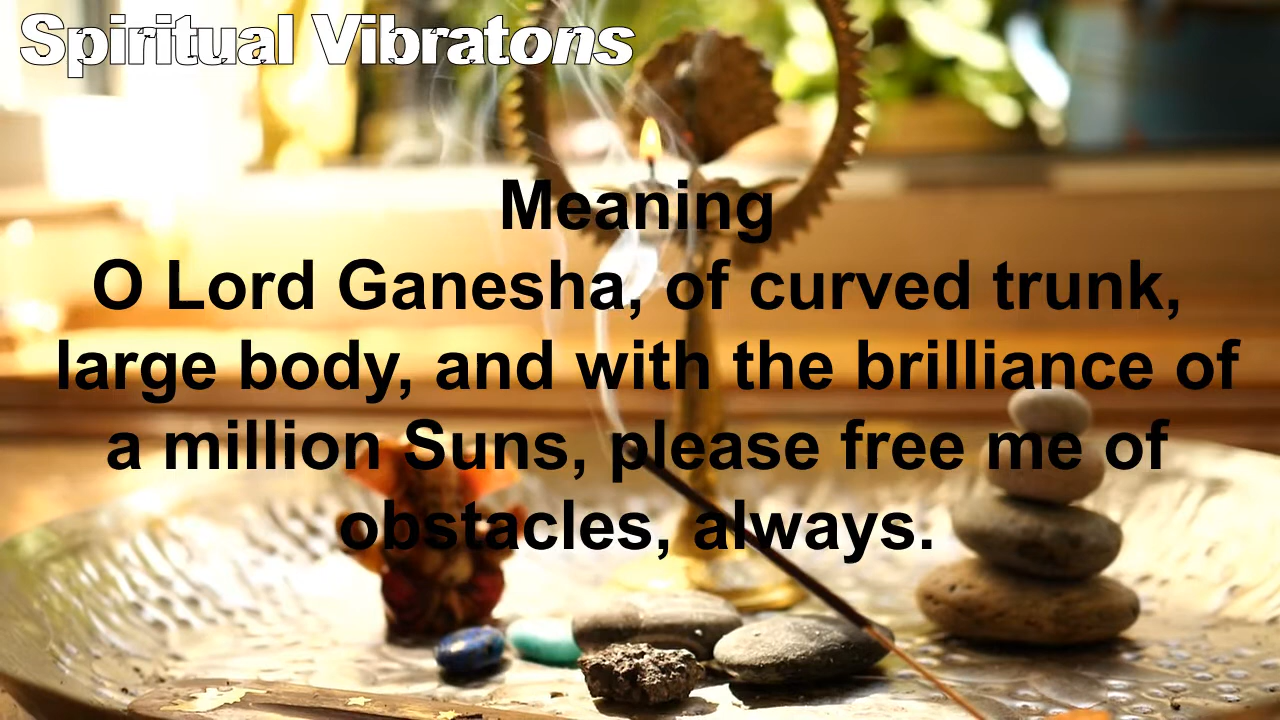 Spiritual Vibratons
Meaning
O Lord Ganesha, of curved trunk,
large body, and with the brilliance of
a million Suns, please free me of
obstacles, always.